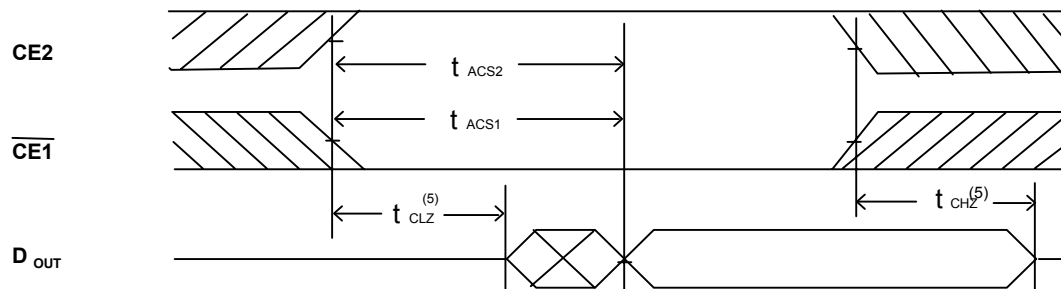 CE2
t ACS2
CE1
t ACS1
t CLZ (5)
t CHZ (5)
D OUT